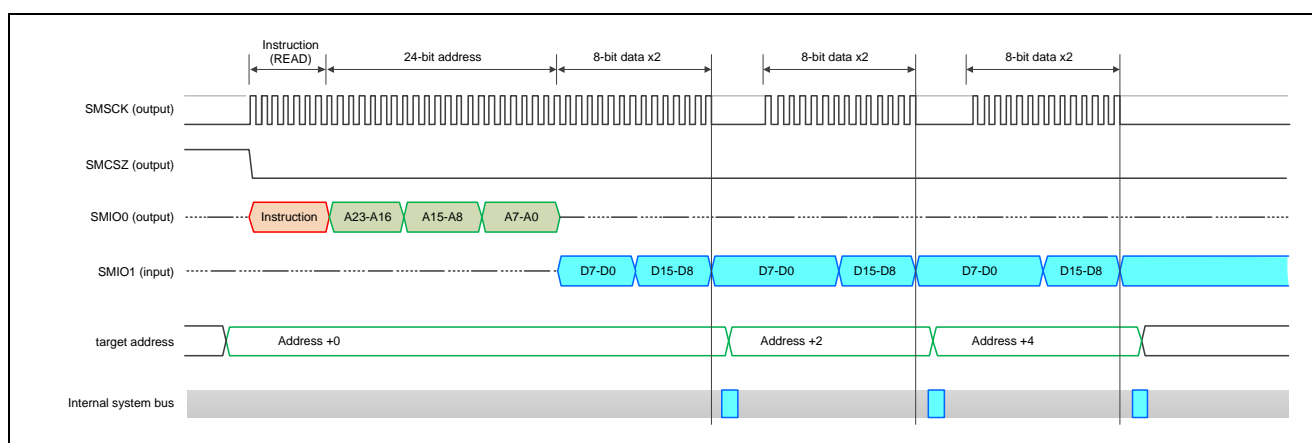 Instruction
(READ)
24-bit address
8-bit data x2
8-bit data x2
8-bit data x2
SMSCK (output)
SMCSZ (output)
SMIO0 (output)
Instruction
A23-A16
A15-A8
A7-A0
SMIO1 (input)
D7-D0
D15-D8
D7-D0
D15-D8
D7-D0
D15-D8
target address
Address +0
Address +2
Address +4
Internal system bus